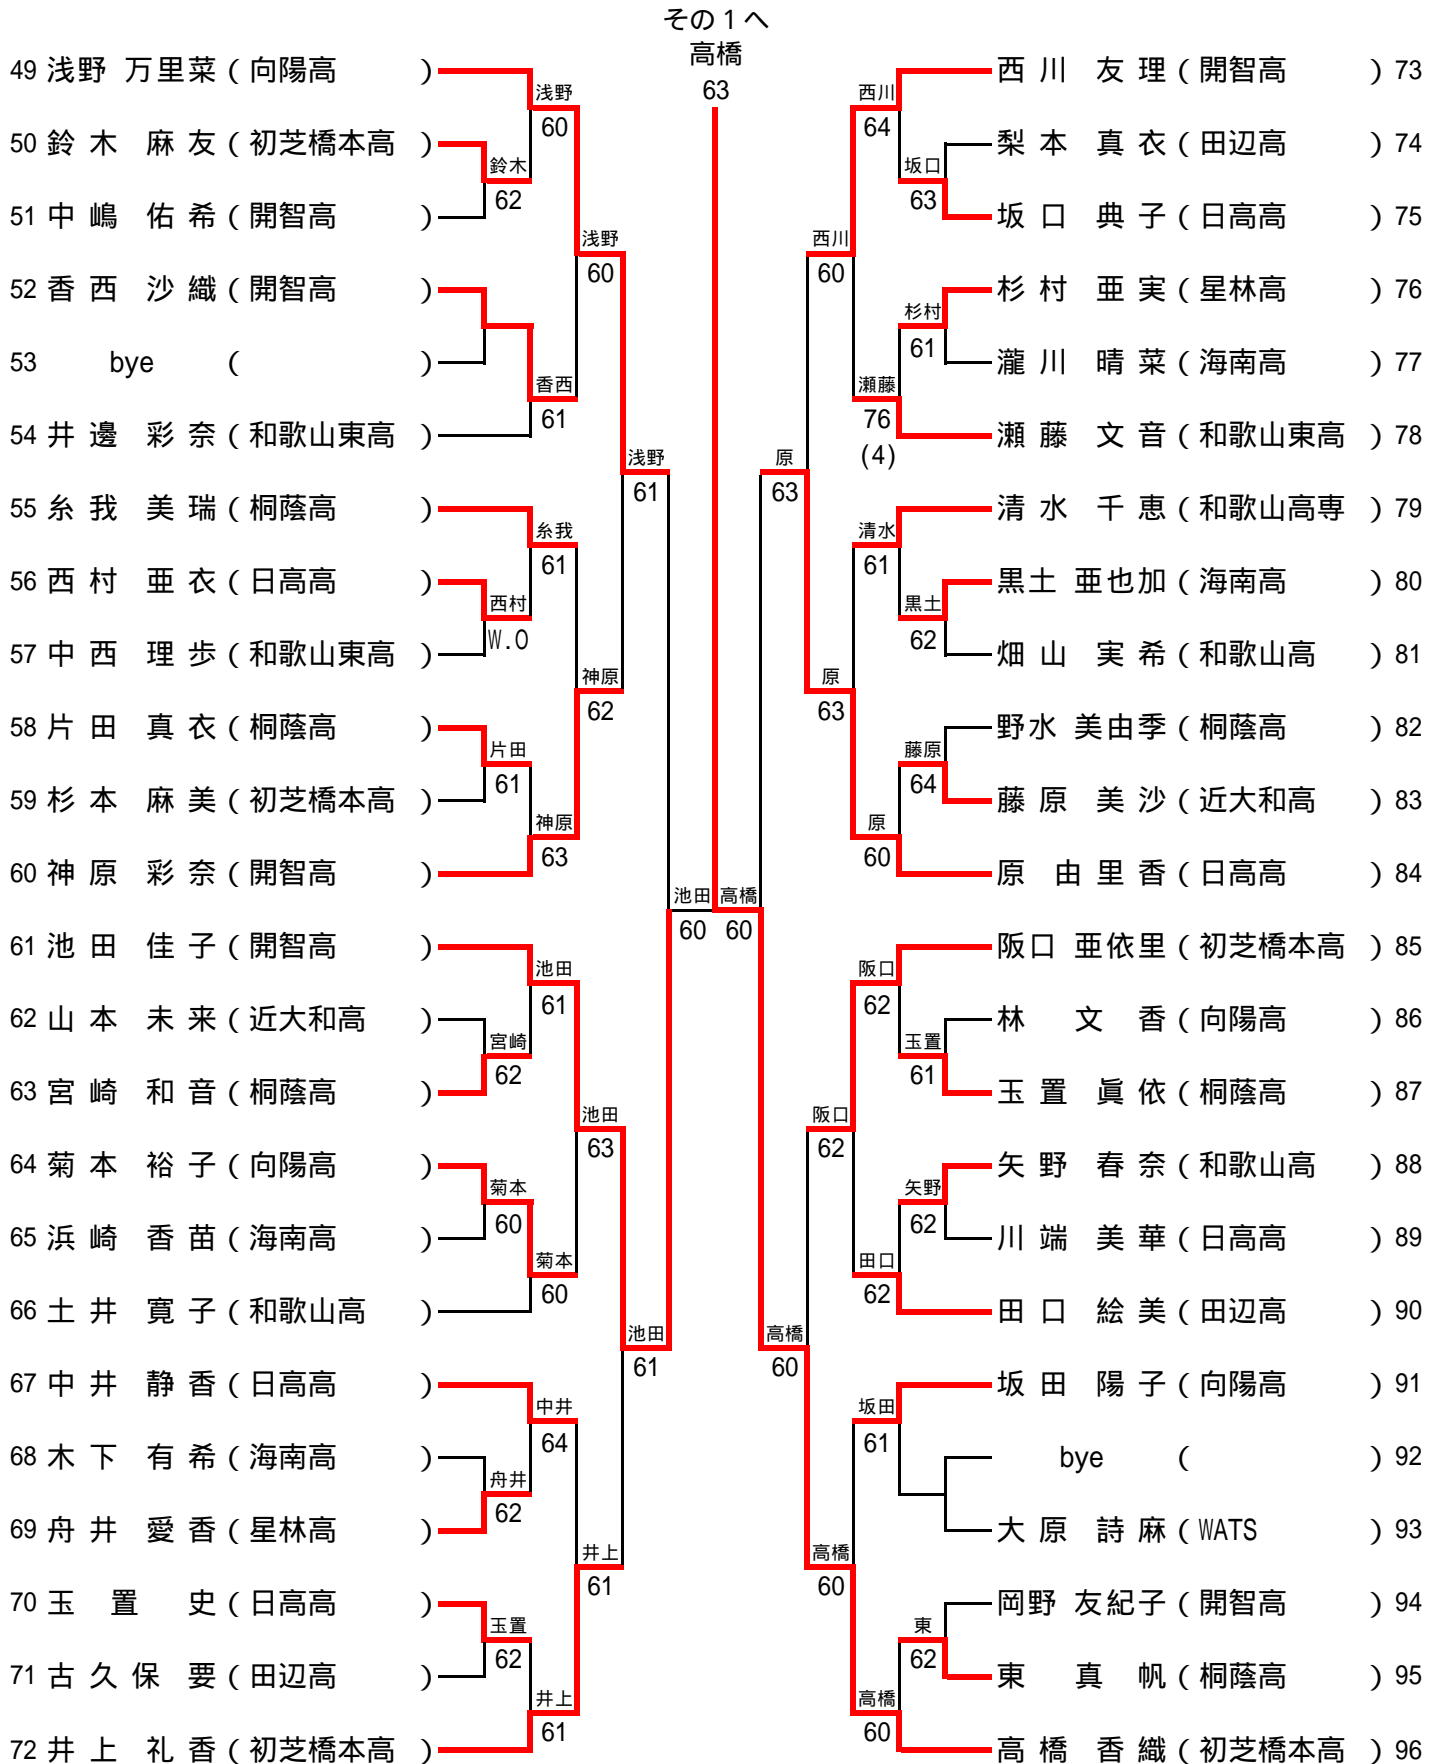 その1へ
高橋
63
49 浅野 万里菜 ( 向陽高 )
50 鈴木 麻友 ( 初芝橋本高 )
51 中嶋 佑希 ( 開智高 )
52 香西 沙織 ( 開智高 )
53 bye ( )
54 井邊 彩奈 ( 和歌山東高 )
55 糸我 美瑞 ( 桐蔭高 )
56 西村 亜衣 ( 日高高 )
57 中西 理歩 ( 和歌山東高 )
58 片田 真衣 ( 桐蔭高 )
59 杉本 麻美 ( 初芝橋本高 )
60 神原 彩奈 ( 開智高 )
61 池田 佳子 ( 開智高 )
62 山本 未来 ( 近大和高 )
63 宮崎 和音 ( 桐蔭高 )
64 菊本 裕子 ( 向陽高 )
65 浜崎 香苗 ( 海南高 )
66 土井 寛子 ( 和歌山高 )
67 中井 静香 ( 日高高 )
68 木下 有希 ( 海南高 )
69 舟井 愛香 ( 星林高 )
70 玉置 史 ( 日高高 )
71 古久保 要 ( 田辺高 )
72 井上 礼香 ( 初芝橋本高 )
鈴木
62
西村
W.O
片田
61
宮崎
62
菊本
60
舟井
62
玉置
62
浅野
60
香西
61
糸我
61
神原
63
池田
61
菊本
60
中井
64
井上
61
浅野
60
神原
62
池田
63
井上
61
浅野
61
池田
61
池田
60
高橋
60
原
63
高橋
60
西川
60
原
63
阪口
62
高橋
60
西川
64
瀬藤
76
(4)
清水
61
原
60
阪口
62
田口
62
坂田
61
高橋
60
坂口
63
杉村
61
黒土
62
藤原
64
玉置
61
矢野
62
東
62
西川 友理 ( 開智高 ) 73
梨本 真衣 ( 田辺高 ) 74
坂口 典子 ( 日高高 ) 75
杉村 亜実 ( 星林高 ) 76
瀧川 晴菜 ( 海南高 ) 77
瀬藤 文音 ( 和歌山東高 ) 78
清水 千恵 ( 和歌山高専 ) 79
黒土 亜也加 ( 海南高 ) 80
畑山 実希 ( 和歌山高 ) 81
野水 美由季 ( 桐蔭高 ) 82
藤原 美沙 ( 近大和高 ) 83
原 由里香 ( 日高高 ) 84
阪口 亜依里 ( 初芝橋本高 ) 85
林 文香 ( 向陽高 ) 86
玉置 眞依 ( 桐蔭高 ) 87
矢野 春奈 ( 和歌山高 ) 88
川端 美華 ( 日高高 ) 89
田口 絵美 ( 田辺高 ) 90
坂田 陽子 ( 向陽高 ) 91
bye ( ) 92
大原 詩麻 ( WATS ) 93
岡野 友紀子 ( 開智高 ) 94
東 真帆 ( 桐蔭高 ) 95
高橋 香織 ( 初芝橋本高 ) 96